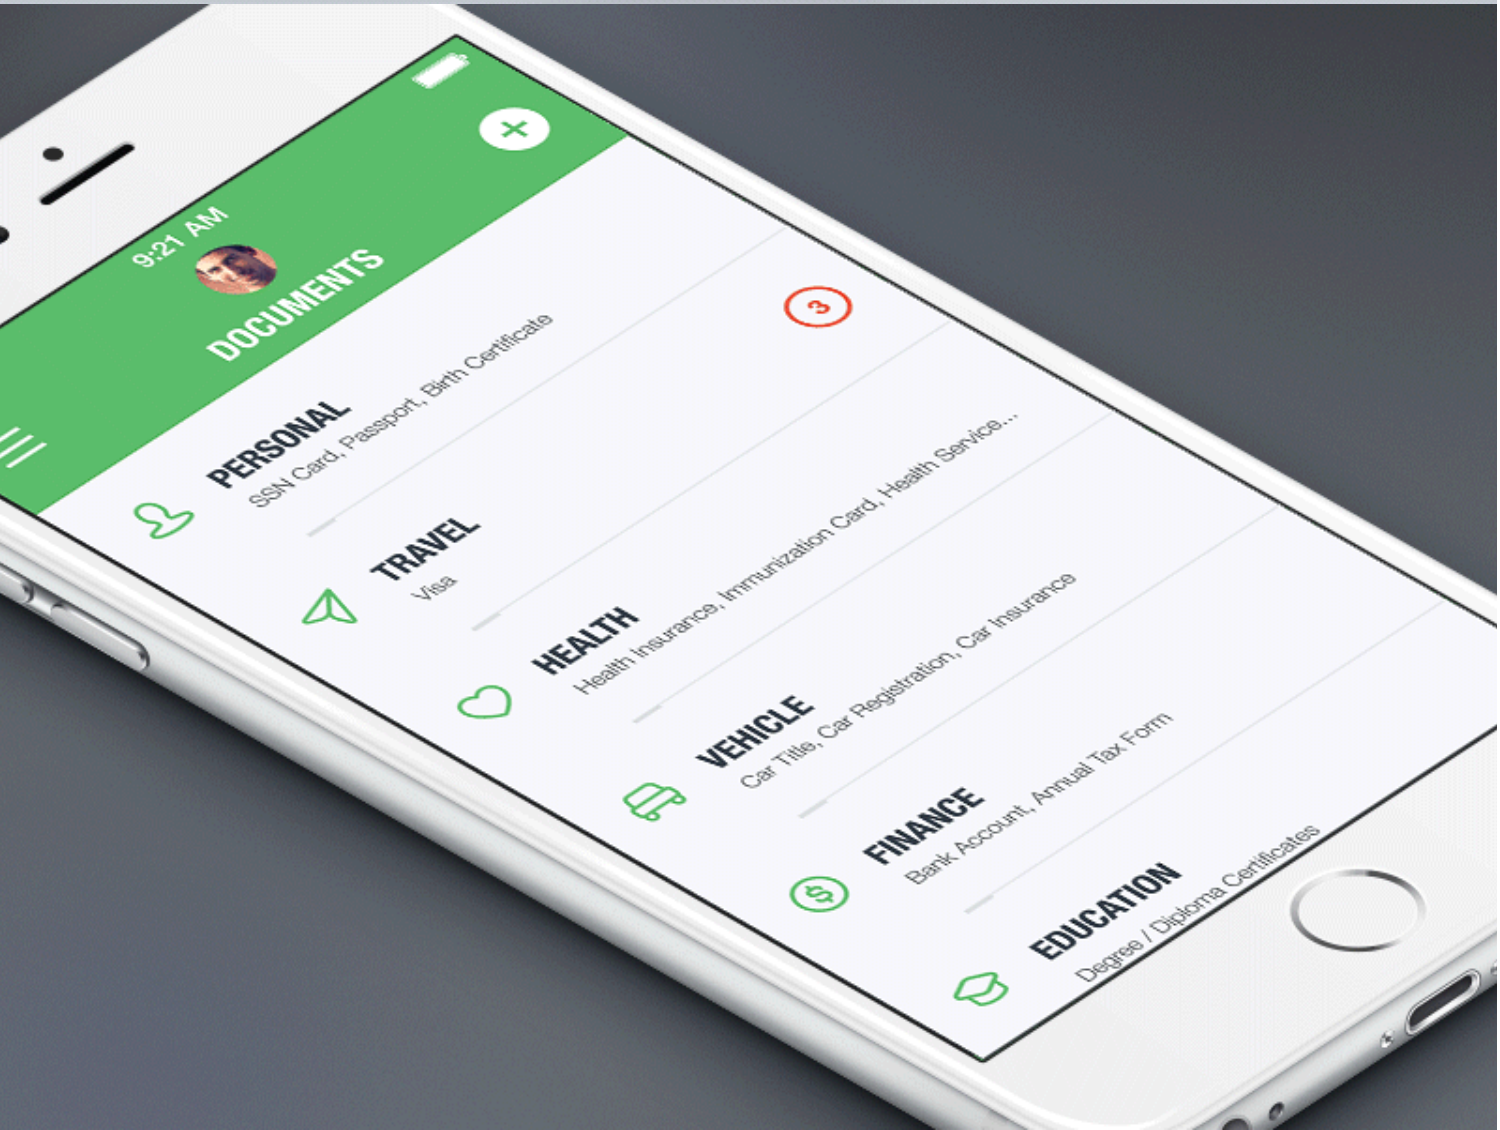 9:21 AM
DOCUMENTS
PERSONAL
SSN Card, Passport, Birth Certificate
TRAVEL
Visa
3
HEALTH
Health Insurance, Immunization Card, Health Service...
VEHICLE
Car Title, Car Registration, Car Insurance
FINANCE
Bank Account, Annual Tax Form
EDUCATION
Degree / Diploma Certificates